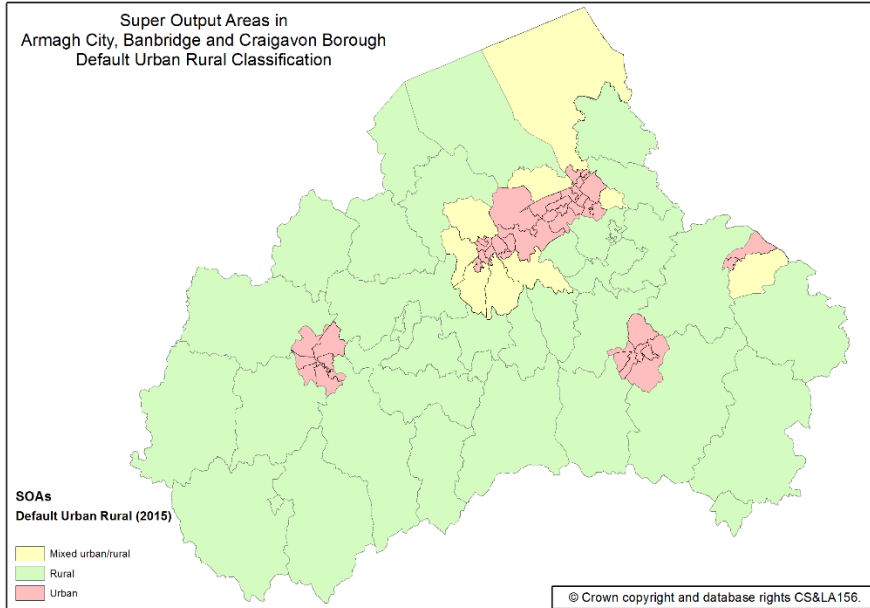 Super Output Areas in
Armagh City, Banbridge and Craigavon Borough
Default Urban Rural Classification
SOAs
Default Urban Rural (2015)
Mixed urban/rural
Rural
Urban
© Crown copyright and database rights CS&LA156.